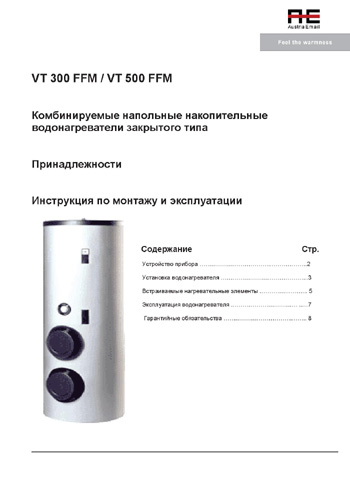 Austria Email
Feel the warmness
VT 300 FFM / VT 500 FFM
Комбинируемые напольные накопительные
водонагреватели закрытого типа
Принадлежности
Инструкция по монтажу и эксплуатации
Содержание Стр.
Устройство прибора ……………………………………..2
Установка водонагревателя ……………………………...3
Встраиваемые нагревательные элементы ……………… 5
Эксплуатация водонагревателя ………………………….7
Гарантийные обязательства ……………………………. 8